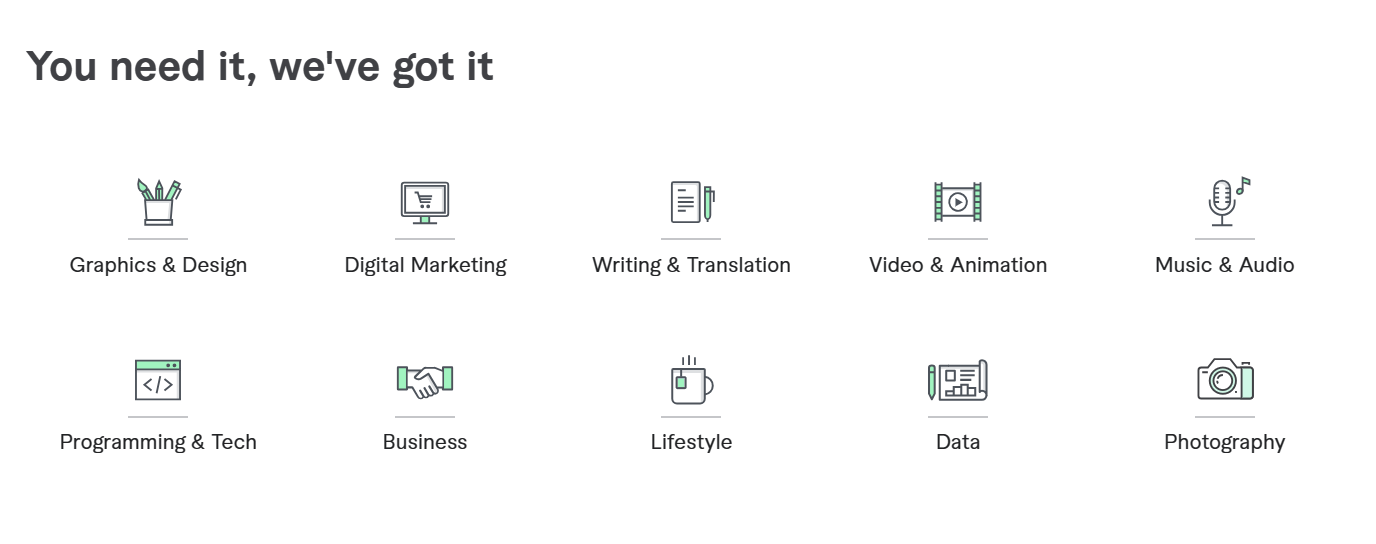 You need it, we've got it
Graphics & Design
Digital Marketing
Writing & Translation
Video & Animation
Music & Audio
Programming & Tech
Business
Lifestyle
Data
Photography